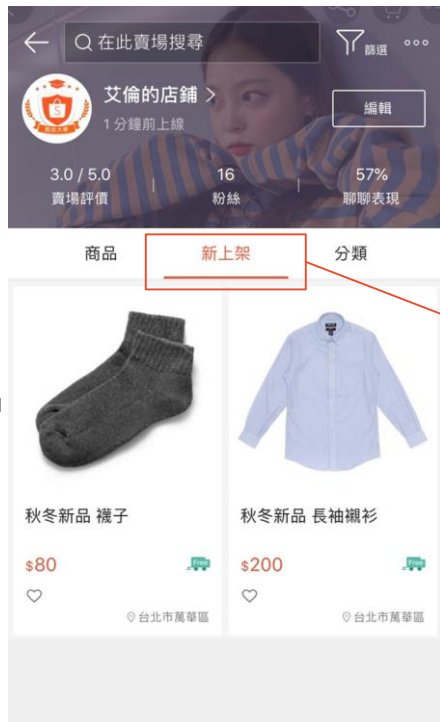 在此賣場搜尋
篩選
艾倫的店鋪 >
1 分鐘前上線
編輯
3.0 / 5.0
16
57%
賣場評價
粉絲
聊聊表現
商品
新上架
分類
秋冬新品 襪子
秋冬新品 長袖襯衫
$80
Free
$200
Free
台北市萬華區
台北市萬華區